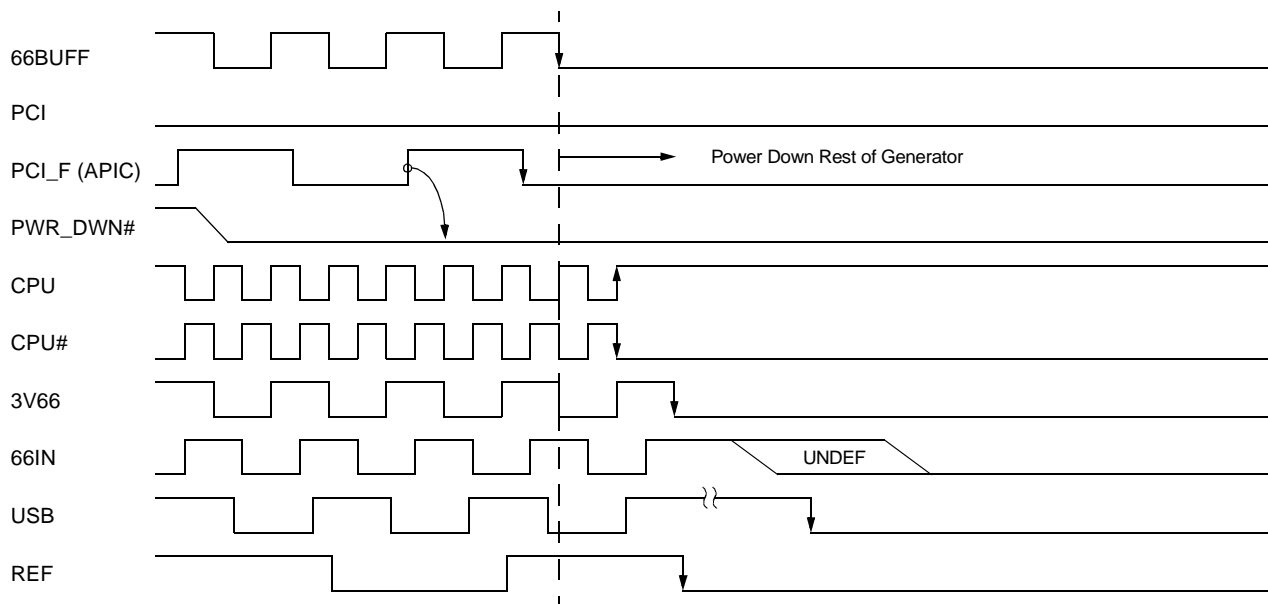 66BUFF
PCI
PCI_F (APIC)
Power Down Rest of Generator
PWR_DWN#
CPU
CPU#
3V66
66IN
UNDEF
USB
REF